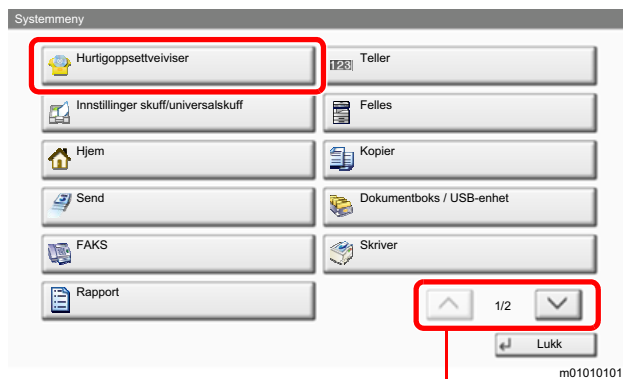 Systemmeny
Hurtigoppsettveiviser
123 Teller
Innstillinger skuff/universalskuff
Felles
Hjem
Kopier
Send
Dokumentboks / USB-enhet
FAKS
Skriver
Rapport
1/2
Lukk
m01010101